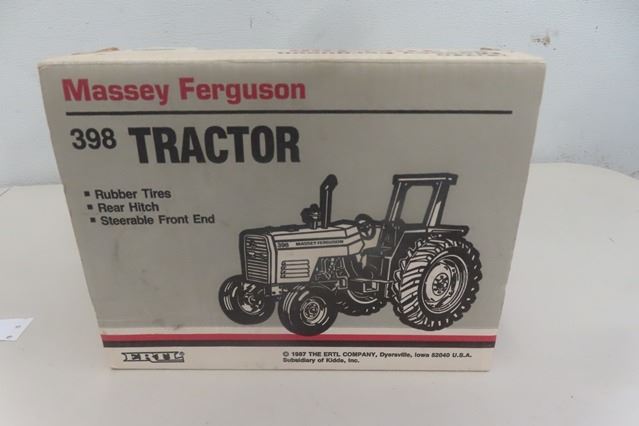 Massey Ferguson
398 TRACTOR
▪ Rubber Tires
▪ Rear Hitch
▪ Steerable Front End
398 MASSEY FERGUSON
ERTL
© 1987 THE ERTL COMPANY, Dyersville, Iowa 52040 U.S.A.
Subsidiary of Kidde, Inc.